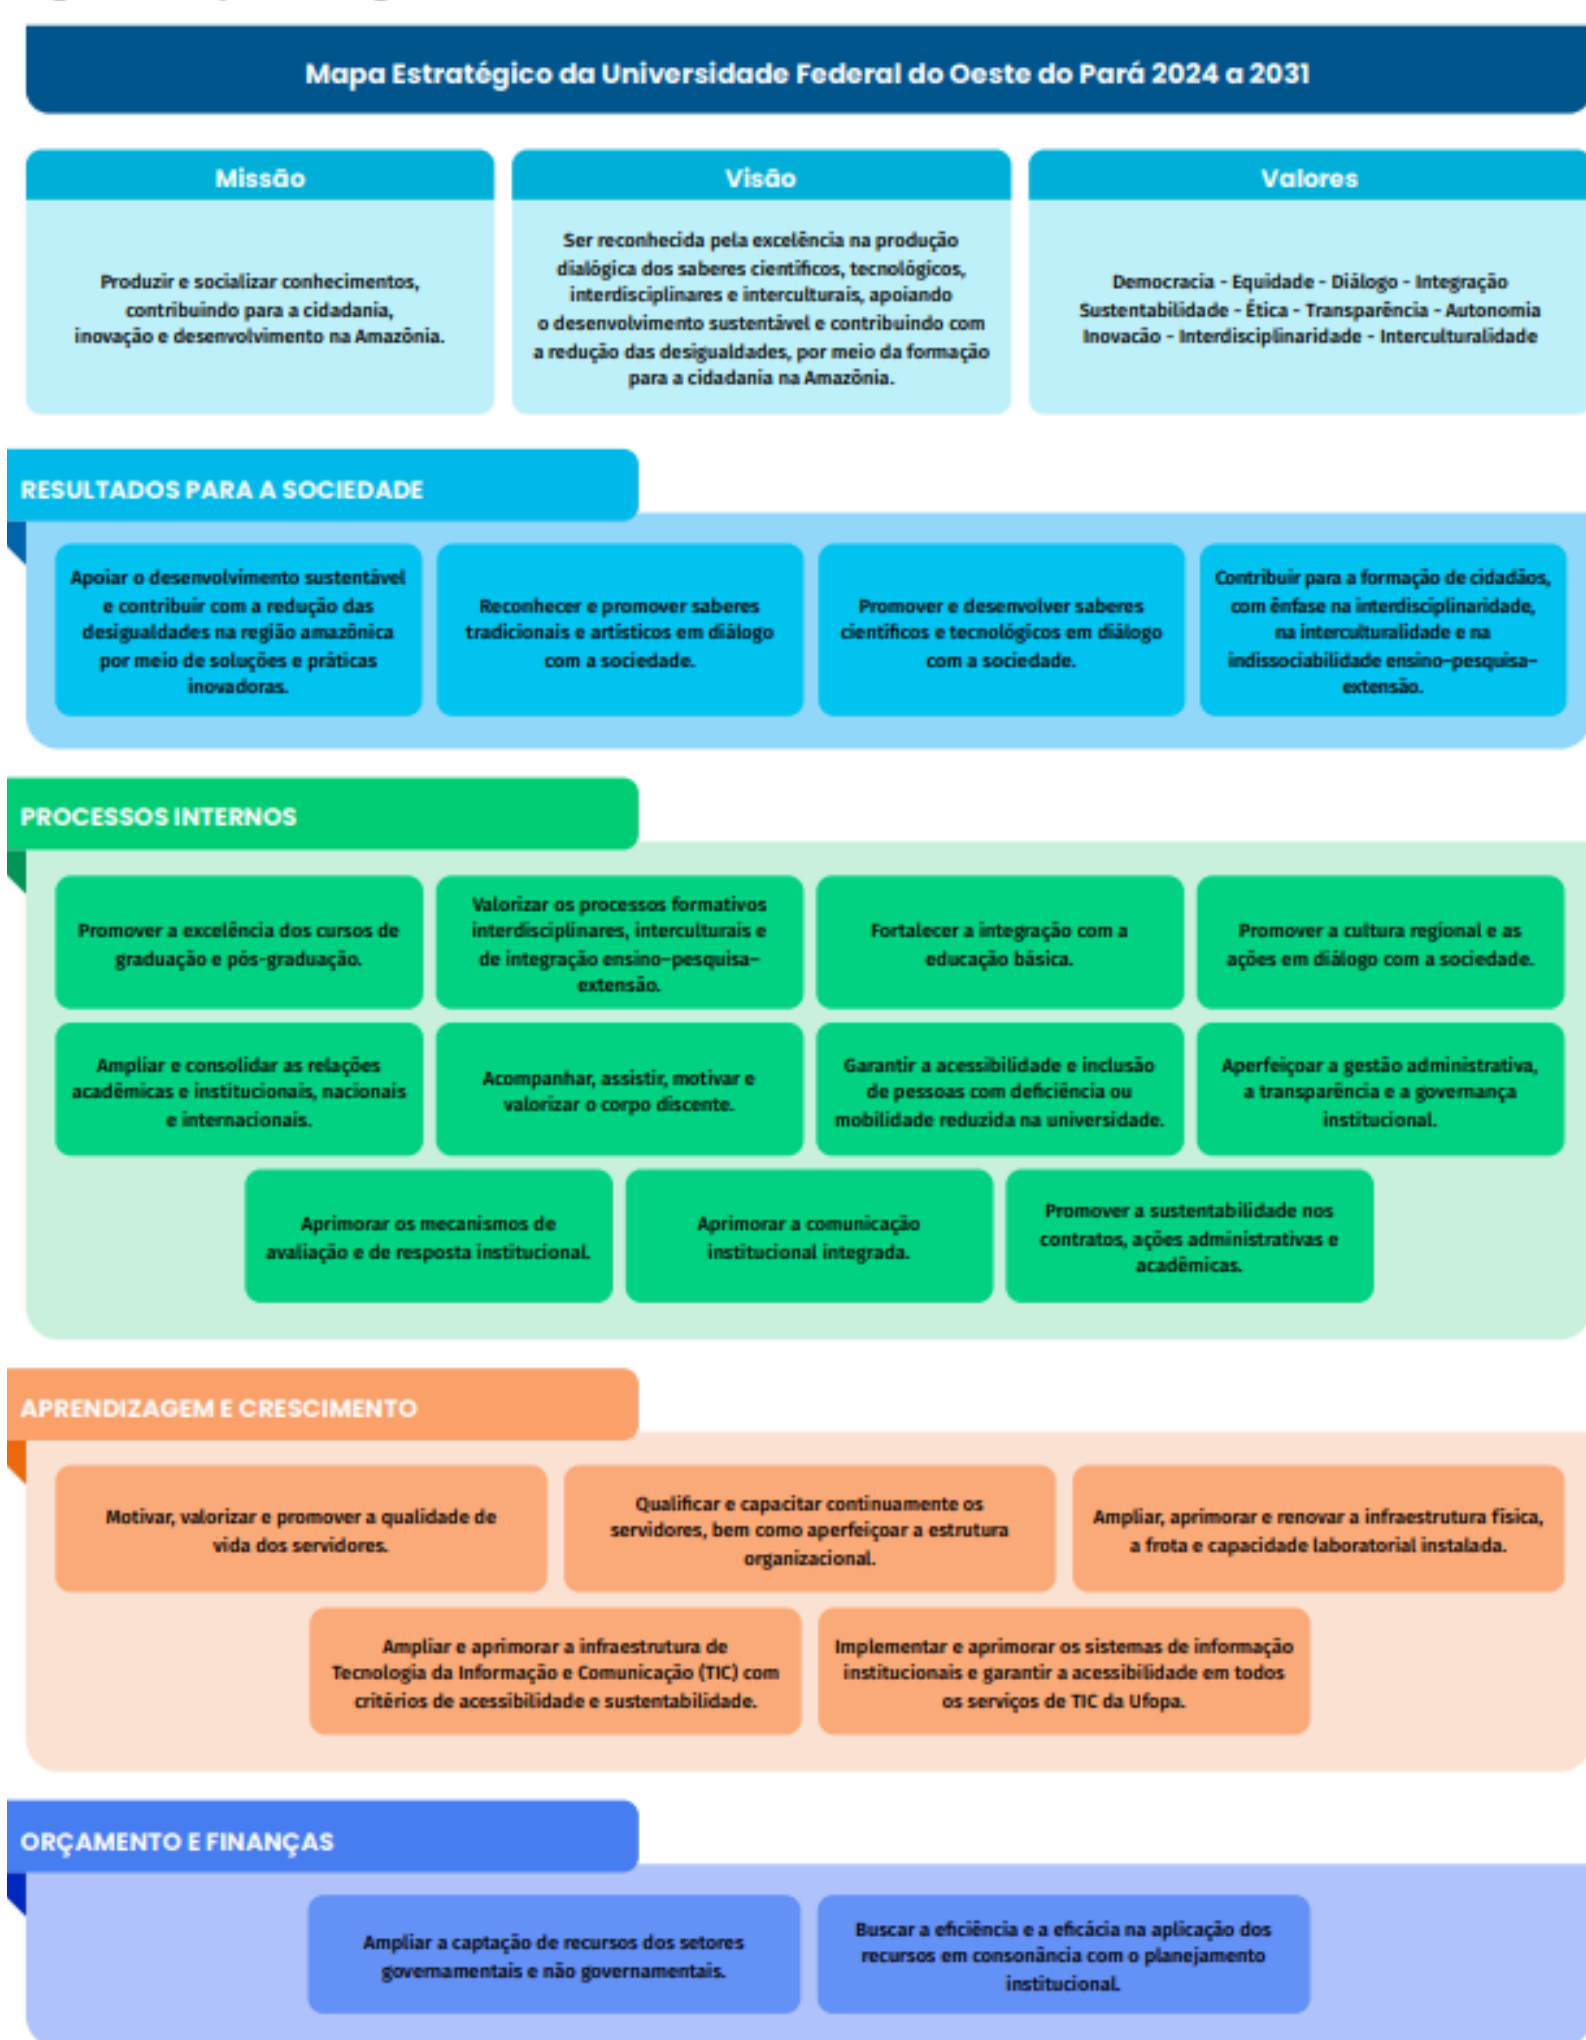 Mapa Estratégico da Universidade Federal do Oeste do Pará 2024 a 2031
Missão
Produzir e socializar conhecimentos,
contribuindo para a cidadania,
inovação e desenvolvimento na Amazônia.
Visão
Ser reconhecida pela excelência na produção
dialógica dos saberes científicos, tecnológicos,
interdisciplinares e interculturais, apoiando
o desenvolvimento sustentável e contribuindo com
a redução das desigualdades, por meio da formação
para a cidadania na Amazônia.
Valores
Democracia - Equidade - Diálogo - Integração
Sustentabilidade - Ética - Transparência - Autonomia
Inovacão - Interdisciplinaridade - Interculturalidade
RESULTADOS PARA A SOCIEDADE
Apoiar o desenvolvimento sustentável
e contribuir com a redução das
desigualdades na região amazônica
por meio de soluções e práticas
inovadoras.
Reconhecer e promover saberes
tradicionais e artísticos em diálogo
com a sociedade.
Promover e desenvolver saberes
científicos e tecnológicos em diálogo
com a sociedade.
Contribuir para a formação de cidadãos,
com ênfase na interdisciplinaridade,
na interculturalidade e na
indissociabilidade ensino-pesquisa-
extensão.
PROCESSOS INTERNOS
Promover a excelência dos cursos de
graduação e pós-graduação.
Valorizar os processos formativos
interdisciplinares, interculturais e
de integração ensino-pesquisa-
extensão.
Fortalecer a integração com a
educação básica.
Promover a cultura regional e as
ações em diálogo com a sociedade.
Ampliar e consolidar as relações
acadêmicas e institucionais, nacionais
e internacionais.
Acompanhar, assistir, motivar e
valorizar o corpo discente.
Garantir a acessibilidade e inclusão
de pessoas com deficiência ou
mobilidade reduzida na universidade.
Aperfeiçoar a gestão administrativa,
a transparência e a governança
institucional.
Aprimorar os mecanismos de
avaliação e de resposta institucional.
Aprimorar a comunicação
institucional integrada.
Promover a sustentabilidade nos
contratos, ações administrativas e
acadêmicas.
APRENDIZAGEM E CRESCIMENTO
Motivar, valorizar e promover a qualidade de
vida dos servidores.
Qualificar e capacitar continuamente os
servidores, bem como aperfeiçoar a estrutura
organizacional.
Ampliar, aprimorar e renovar a infraestrutura física,
a frota e capacidade laboratorial instalada.
Ampliar e aprimorar a infraestrutura de
Tecnologia da Informação e Comunicação (TIC) com
critérios de acessibilidade e sustentabilidade.
Implementar e aprimorar os sistemas de informação
institucionais e garantir a acessibilidade em todos
os serviços de TIC da Ufopa.
ORÇAMENTO E FINANÇAS
Ampliar a captação de recursos dos setores
governamentais e não governamentais.
Buscar a eficiência e a eficácia na aplicação dos
recursos em consonância com o planejamento
institucional.